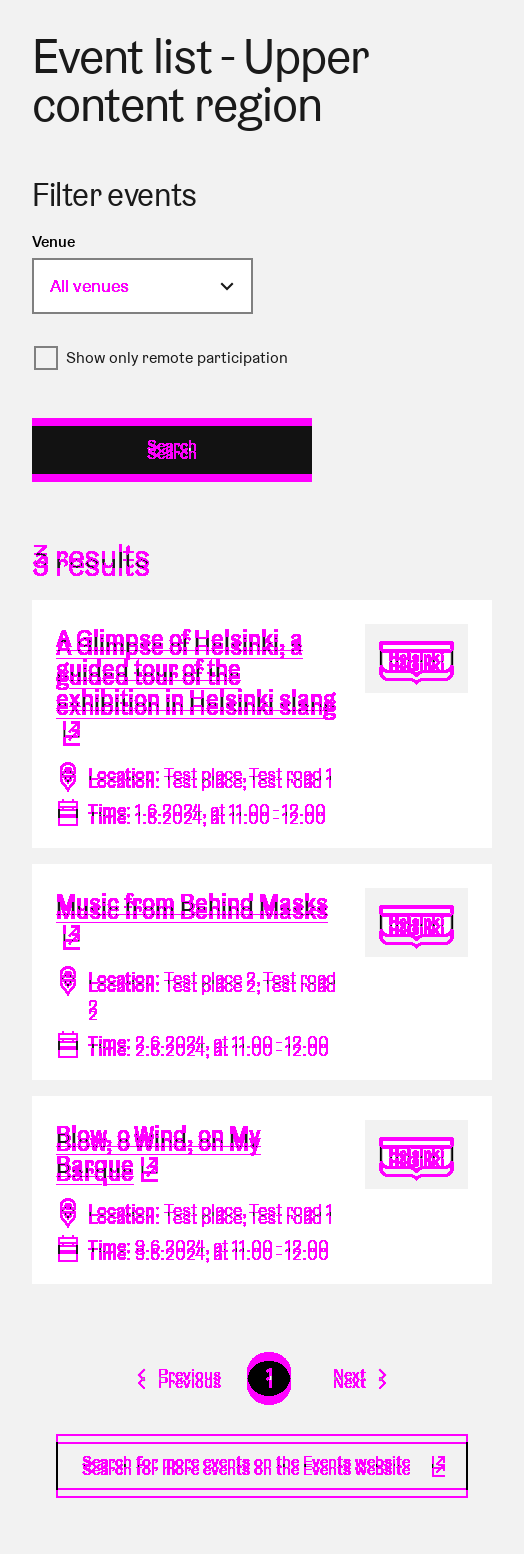 Event list - Upper
content region
Filter events
Venue
All venues
Show only remote participation
Search
3 results
A Glimpse of Helsinki, a
guided tour of the
exhibition in Helsinki slang
Helsinki
Location: Test place, Test road 1
Time: 1.6.2024, at 11.00 - 12.00
Music from Behind Masks
Helsinki
Location: Test place 2, Test road
2
Time: 2.6.2024, at 11.00 - 12.00
Blow, o Wind, on My
Barque
Helsinki
Location: Test place, Test road 1
Time: 3.6.2024, at 11.00 - 12.00
Previous 1 Next
Search for more events on the Events website